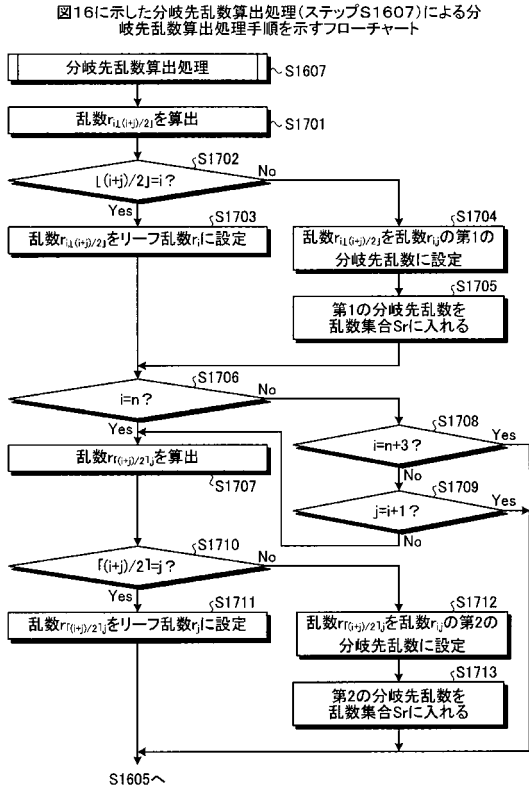 図16に示した分岐先乱数算出処理(ステップS1607)による分
岐先乱数算出処理手順を示すフローチャート
分岐先乱数算出処理
S1607
乱数ri,⌊(i+j)/2⌋を算出
S1701
S1702
⌊(i+j)/2⌋=i?
No
Yes
S1703
乱数ri,⌊(i+j)/2⌋をリーフ乱数riに設定
S1704
乱数ri,⌊(i+j)/2⌋を乱数ri,jの第1の
分岐先乱数に設定
S1705
第1の分岐先乱数を
乱数集合Srに入れる
S1706
i=n?
No
Yes
S1708
i=n+3?
Yes
No
乱数r⌈(i+j)/2⌉,jを算出
S1707
S1709
j=i+1?
Yes
No
S1710
⌈(i+j)/2⌉=j?
No
Yes
S1711
乱数r⌈(i+j)/2⌉,jをリーフ乱数rjに設定
S1712
乱数r⌈(i+j)/2⌉,jを乱数ri,jの第2の
分岐先乱数に設定
S1713
第2の分岐先乱数を
乱数集合Srに入れる
S1605へ